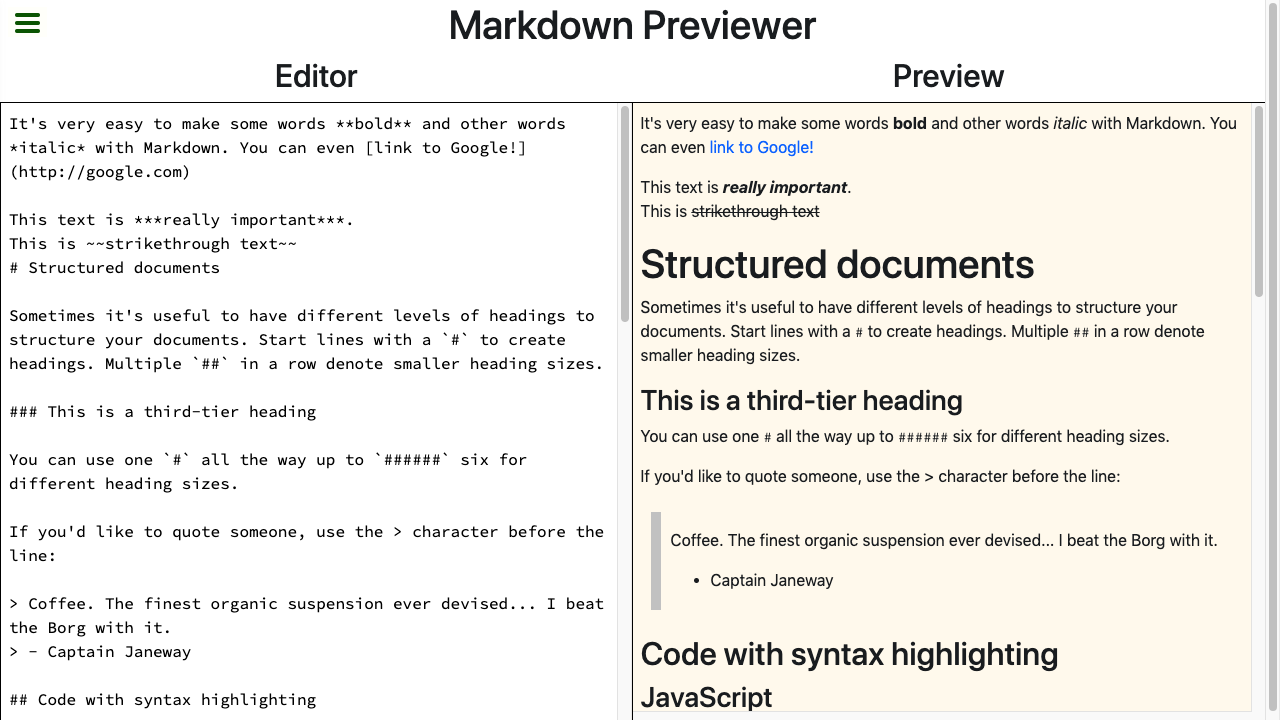 Markdown Previewer
Editor
Preview
It's very easy to make some words **bold** and other words
*italic* with Markdown. You can even [link to Google!]
(http://google.com)
This text is ***really important***.
This is ~~strikethrough text~~
# Structured documents
Sometimes it's useful to have different levels of headings to
structure your documents. Start lines with a `#` to create
headings. Multiple `##` in a row denote smaller heading sizes.
### This is a third-tier heading
You can use one `#` all the way up to `######` six for
different heading sizes.
If you'd like to quote someone, use the > character before the
line:
> Coffee. The finest organic suspension ever devised... I beat
the Borg with it.
> - Captain Janeway
## Code with syntax highlighting
It's very easy to make some words bold and other words italic with Markdown. You
can even link to Google!
This text is really important.
This is strikethrough text
Structured documents
Sometimes it's useful to have different levels of headings to structure your
documents. Start lines with a # to create headings. Multiple ## in a row denote
smaller heading sizes.
This is a third-tier heading
You can use one # all the way up to ###### six for different heading sizes.
If you'd like to quote someone, use the > character before the line:
Coffee. The finest organic suspension ever devised... I beat the Borg with it.
• Captain Janeway
Code with syntax highlighting
JavaScript